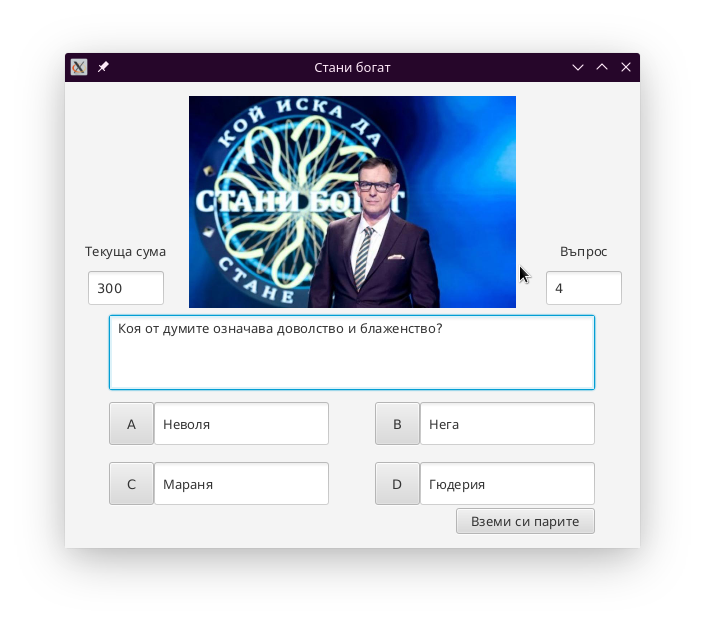 Стани богат
КОЙ ИСКА ДА
СТАНИ БОГАТ
СТАНЕ
Текуща сума
Въпрос
300
4
Коя от думите означава доволство и блаженство?
A
Неволя
B
Нега
C
Мараня
D
Гюдерия
Вземи си парите